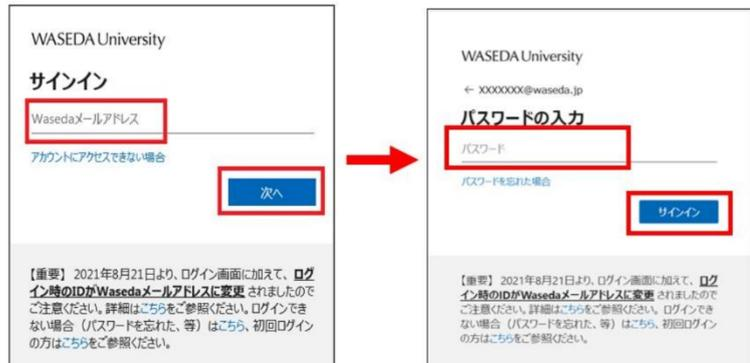 WASEDA University
サインイン
Wasedaメールアドレス
アカウントにアクセスできない場合
次へ
【重要】 2021年8月21日より、ログイン画面に加えて、ログ
イン時のIDがWasedaメールアドレスに変更 されましたので
ご注意ください。詳細はこちらをご参照ください。ログインでき
ない場合（パスワードを忘れた、等）はこちら、初回ログイン
の方はこちらをご参照ください。
WASEDA University
← XXXXXXX@waseda.jp
パスワードの入力
パスワード
パスワードを忘れた場合
サインイン
【重要】 2021年8月21日より、ログイン画面に加えて、ログ
イン時のIDがWasedaメールアドレスに変更 されましたので
ご注意ください。詳細はこちらをご参照ください。ログインでき
ない場合（パスワードを忘れた、等）はこちら、初回ログイン
の方はこちらをご参照ください。